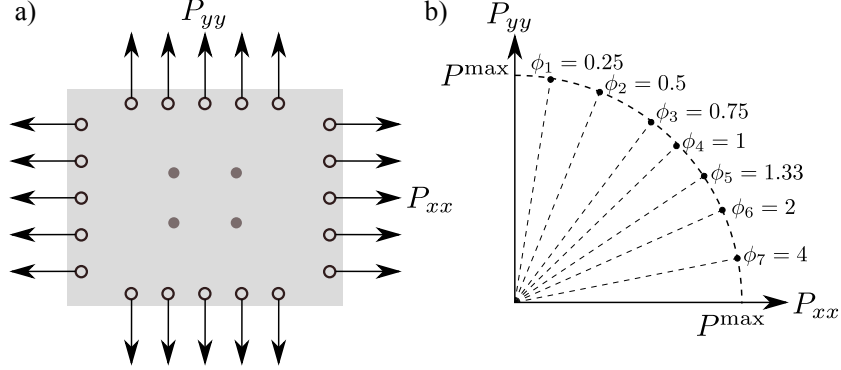 a)
P_{yy}
P_{xx}
b)
P_{yy}
P^{max}
ϕ_1 = 0.25
ϕ_2 = 0.5
ϕ_3 = 0.75
ϕ_4 = 1
ϕ_5 = 1.33
ϕ_6 = 2
ϕ_7 = 4
P^{max}
P_{xx}